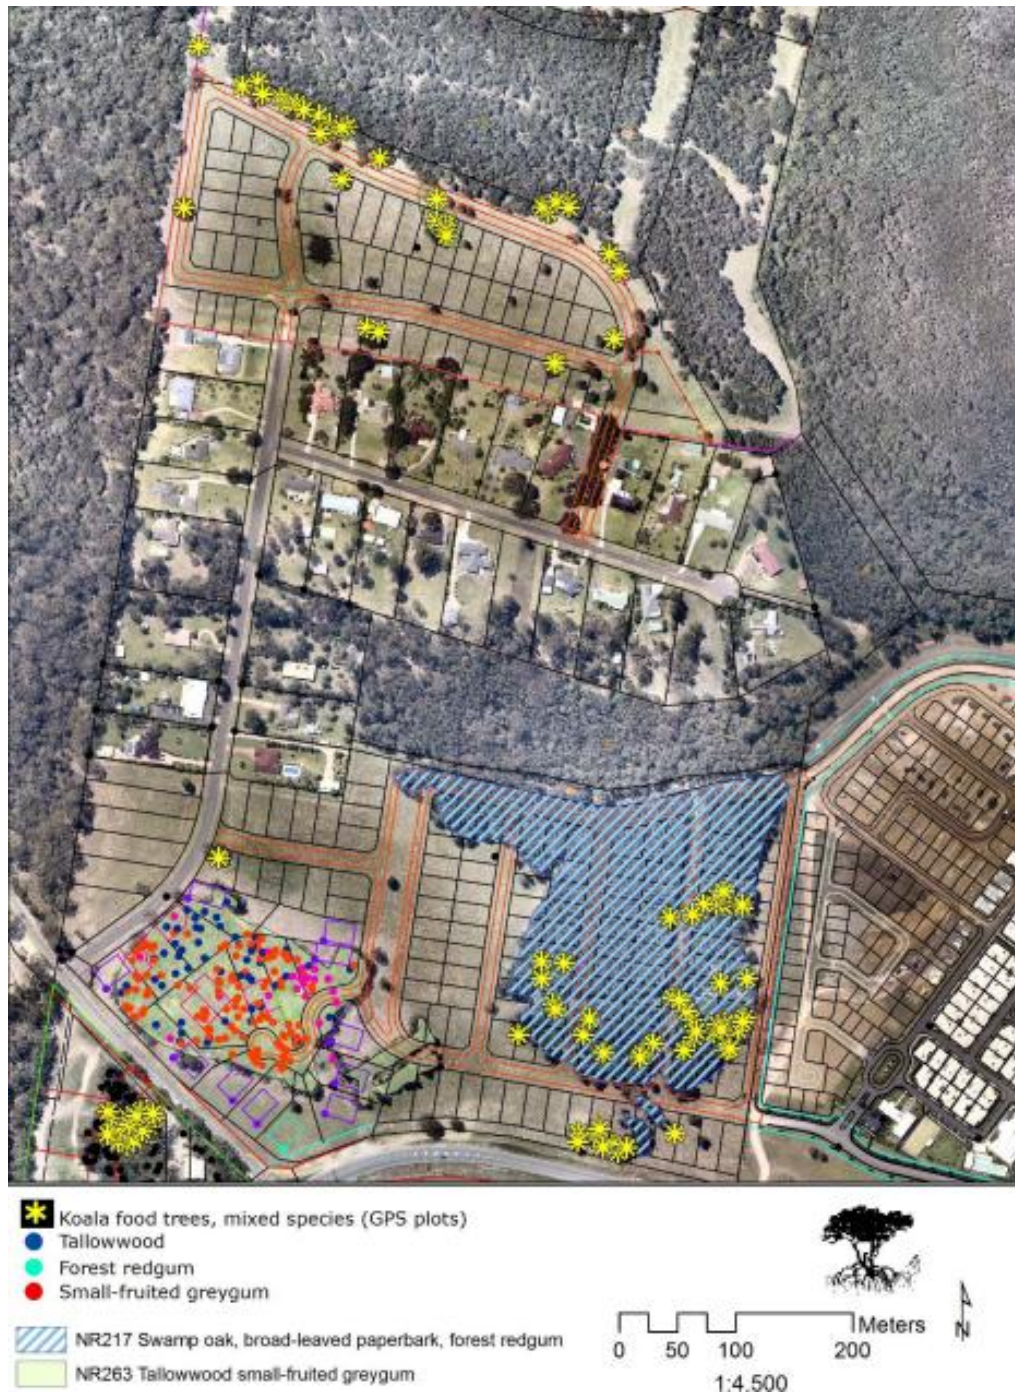 Koala food trees, mixed species (GPS plots)
Tallowwood
Forest redgum
Small-fruited greygum
NR217 Swamp oak, broad-leaved paperbark, forest redgum
NR263 Tallowwood small-fruited greygum
Meters
0 50 100 200
1:4,500
N